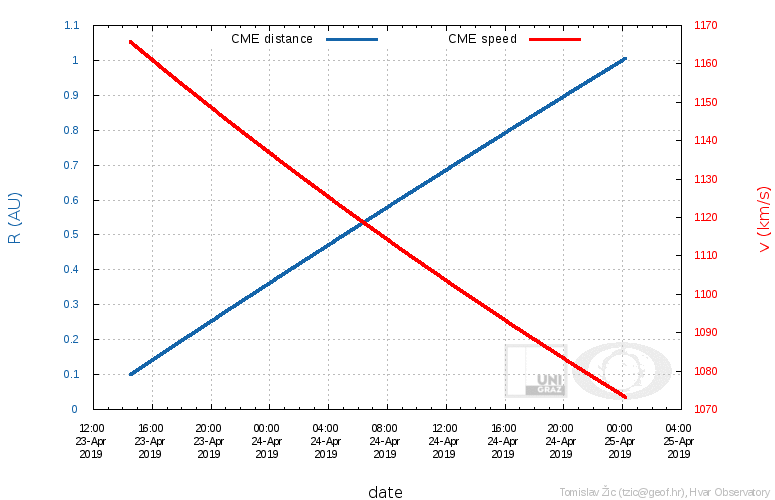 CME distance CME speed
R (AU)
1.1
1
0.9
0.8
0.7
0.6
0.5
0.4
0.3
0.2
0.1
0
1170
1160
1150
1140
1130
1120
1110
1100
1090
1080
1070
v (km/s)
UNI
GRAZ
12:00 16:00 20:00 00:00 04:00 08:00 12:00 16:00 20:00 00:00 04:00
23-Apr 23-Apr 23-Apr 24-Apr 24-Apr 24-Apr 24-Apr 24-Apr 24-Apr 25-Apr 25-Apr
2019 2019 2019 2019 2019 2019 2019 2019 2019 2019 2019
date
Tomislav Žic (tzic@geof.hr), Hvar Observatory